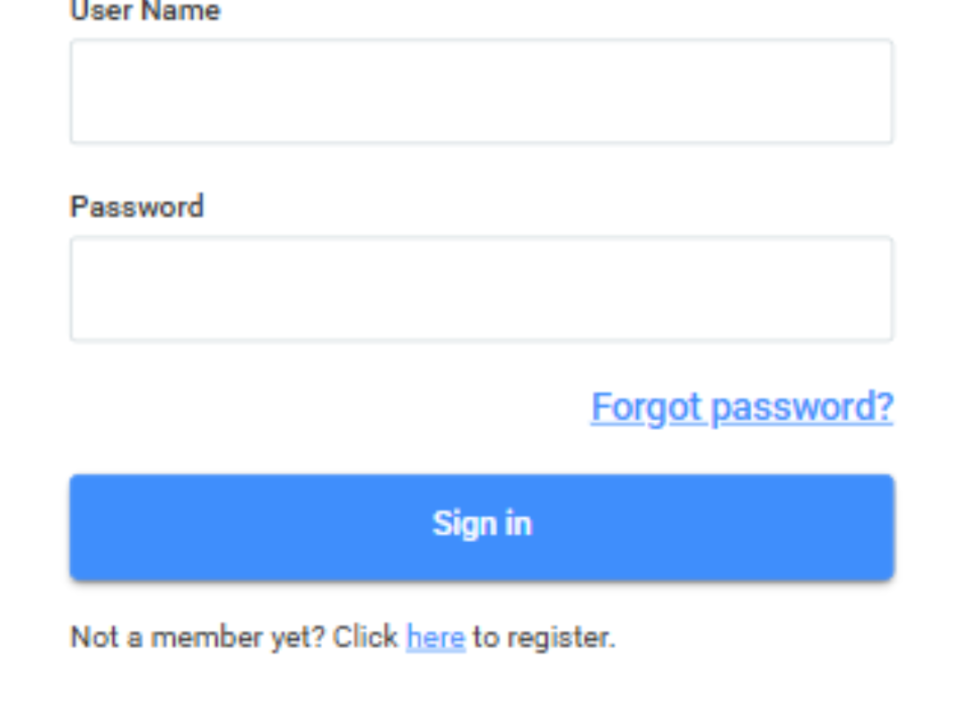 User Name
Password
Forgot password?
Sign in
Not a member yet? Click here to register.